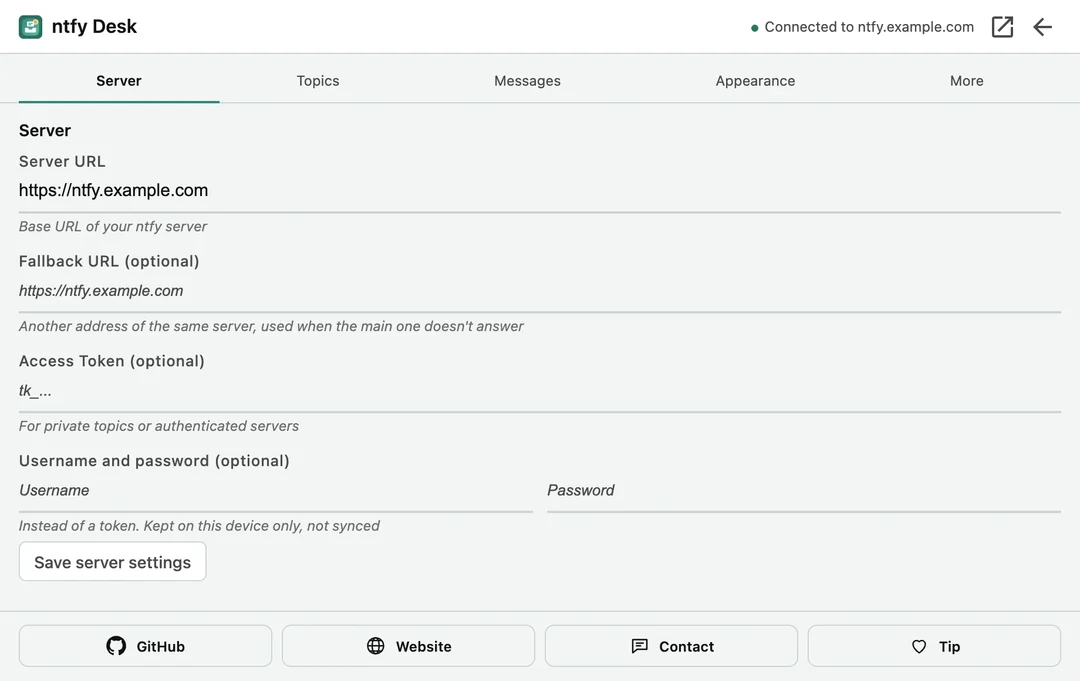 ntfy Desk
Connected to ntfy.example.com
Server
Topics
Messages
Appearance
More
Server
Server URL
https://ntfy.example.com
Base URL of your ntfy server
Fallback URL (optional)
https://ntfy.example.com
Another address of the same server, used when the main one doesn't answer
Access Token (optional)
tk_...
For private topics or authenticated servers
Username and password (optional)
Username
Password
Instead of a token. Kept on this device only, not synced
Save server settings
GitHub
Website
Contact
Tip